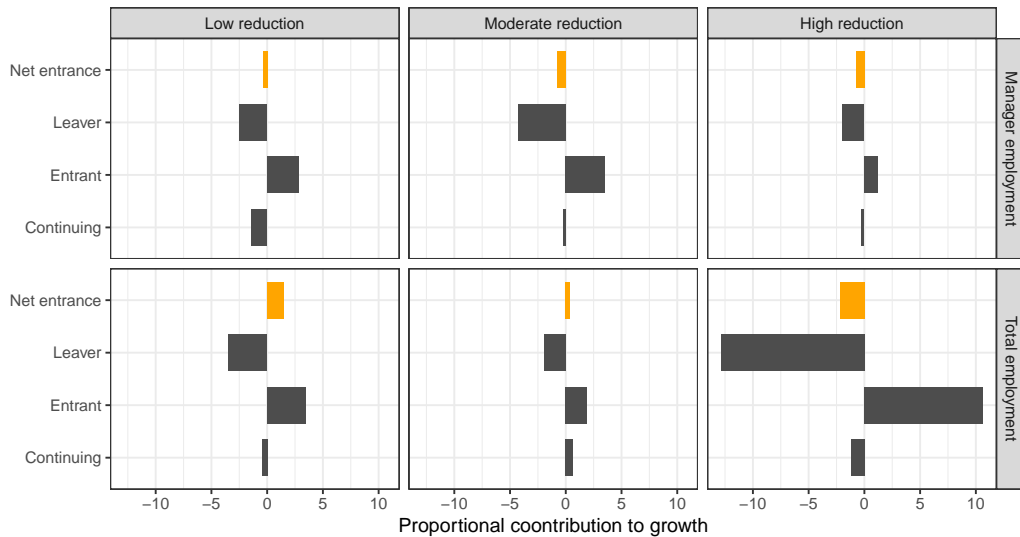 Low reduction
Moderate reduction
High reduction
Net entrance
Leaver
Entrant
Continuing
Manager employment
Net entrance
Leaver
Entrant
Continuing
Total employment
−10 −5 0 5 10
−10 −5 0 5 10
−10 −5 0 5 10
Proportional coontribution to growth